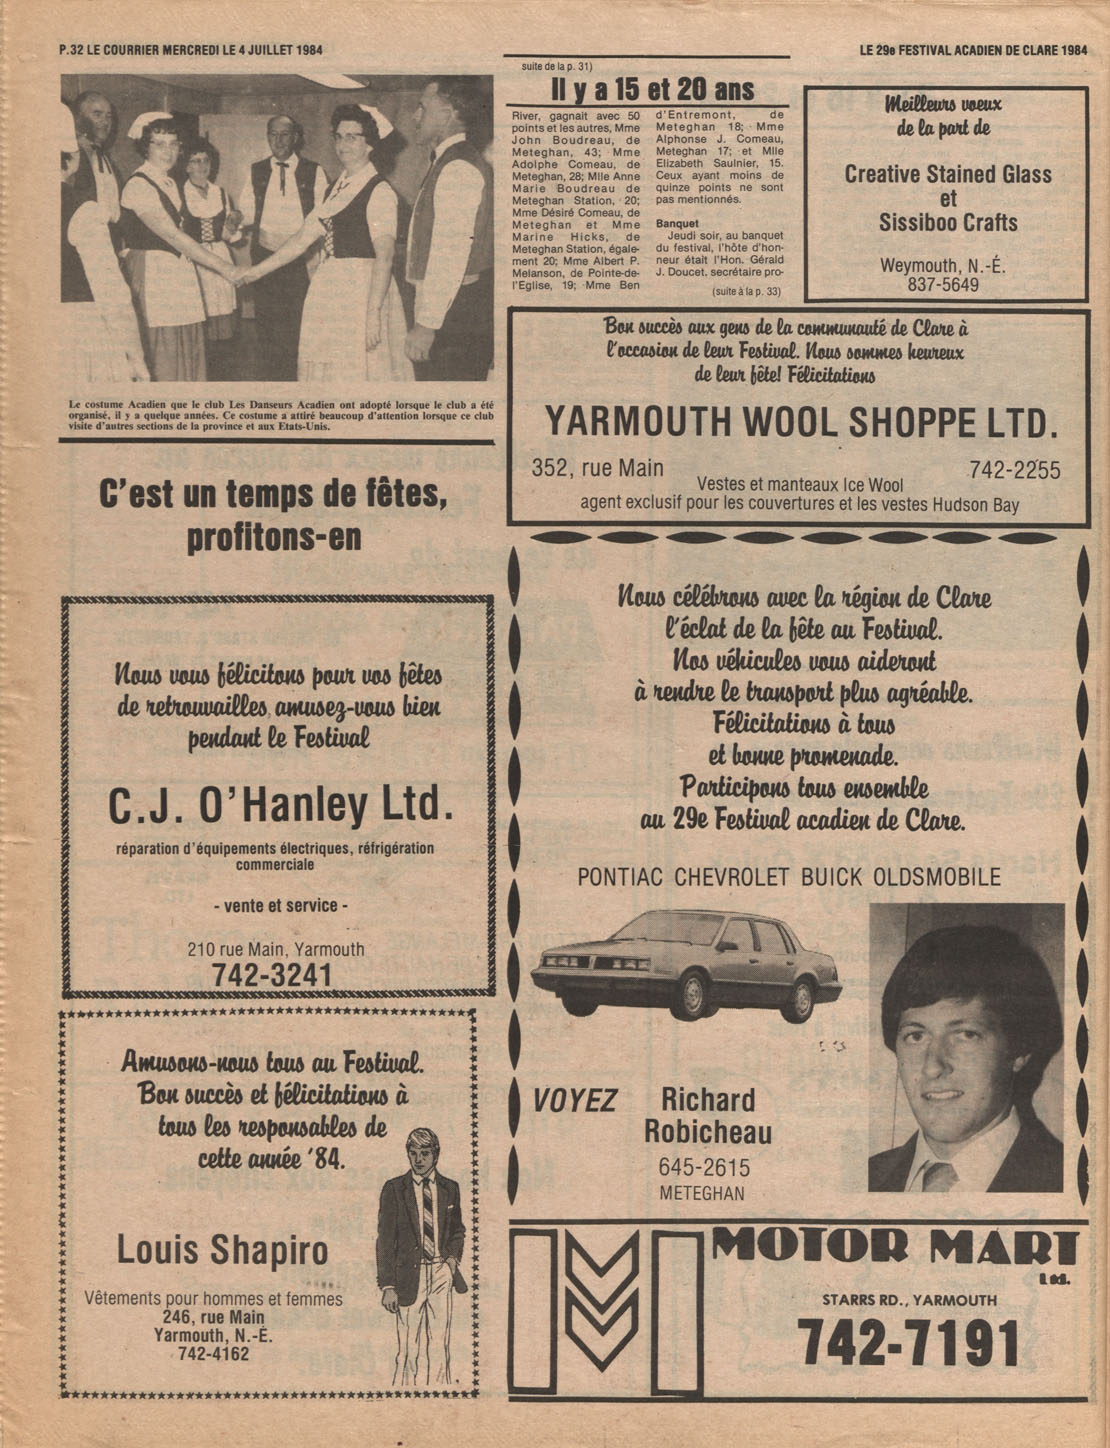 P.32 LE COURRIER MERCREDI LE 4 JUILLET 1984
LE 29e FESTIVAL ACADIEN DE CLARE 1984
Le costume Acadien que le club Les Danseurs Acadien ont adopté lorsque le club a été
organisé, il y a quelque années. Ce costume a attiré beaucoup d'attention lorsque ce club
visite d'autres sections de la province et aux Etats-Unis.
C'est un temps de fêtes,
profitons-en
Nous vous félicitons pour vos fêtes
de retrouvailles, amusez-vous bien
pendant le Festival
C.J. O'Hanley Ltd.
réparation d'équipements électriques, réfrigération
commerciale
- vente et service -
210 rue Main, Yarmouth
742-3241
Amusons-nous tous au Festival.
Bon succès et félicitations à
tous les responsables de
cette année '84.
Louis Shapiro
Vêtements pour hommes et femmes
246, rue Main
Yarmouth, N.-É.
742-4162
suite de la p. 31)
Il y a 15 et 20 ans
River, gagnait avec 50
points et les autres, Mme
John Boudreau, de
Meteghan, 43; Mme
Adolphe Comeau, de
Meteghan, 28; Mlle Anne
Marie Boudreau de
Meteghan Station, 20;
Mme Désiré Comeau, de
Meteghan et Mme
Marine Hicks, de
Meteghan Station, égale-
ment 20; Mme Albert P.
Melanson, de Pointe-de-
l'Eglise, 19; Mme Ben
d'Entremont, de
Meteghan 18; Mme
Alphonse J. Comeau,
Meteghan 17; et Mlle
Elizabeth Saulnier, 15.
Ceux ayant moins de
quinze points ne sont
pas mentionnés.
Banquet
Jeudi soir, au banquet
du festival, l'hôte d'hon-
neur était l'Hon. Gérald
J. Doucet, secrétaire pro-
(suite à la p. 33)
Meilleurs voeux
de la part de
Creative Stained Glass
et
Sissiboo Crafts
Weymouth, N.-É.
837-5649
Bon succès aux gens de la communauté de Clare à
l'occasion de leur Festival. Nous sommes heureux
de leur fête! Félicitations
YARMOUTH WOOL SHOPPE LTD.
352, rue Main
742-2255
Vestes et manteaux Ice Wool
agent exclusif pour les couvertures et les vestes Hudson Bay
Nous célébrons avec la région de Clare
l'éclat de la fête au Festival.
Nos véhicules vous aideront
à rendre le transport plus agréable.
Félicitations à tous
et bonne promenade.
Participons tous ensemble
au 29e Festival acadien de Clare.
PONTIAC CHEVROLET BUICK OLDSMOBILE
VOYEZ
Richard
Robicheau
645-2615
METEGHAN
MOTOR MART
Ltd.
STARRS RD., YARMOUTH
742-7191